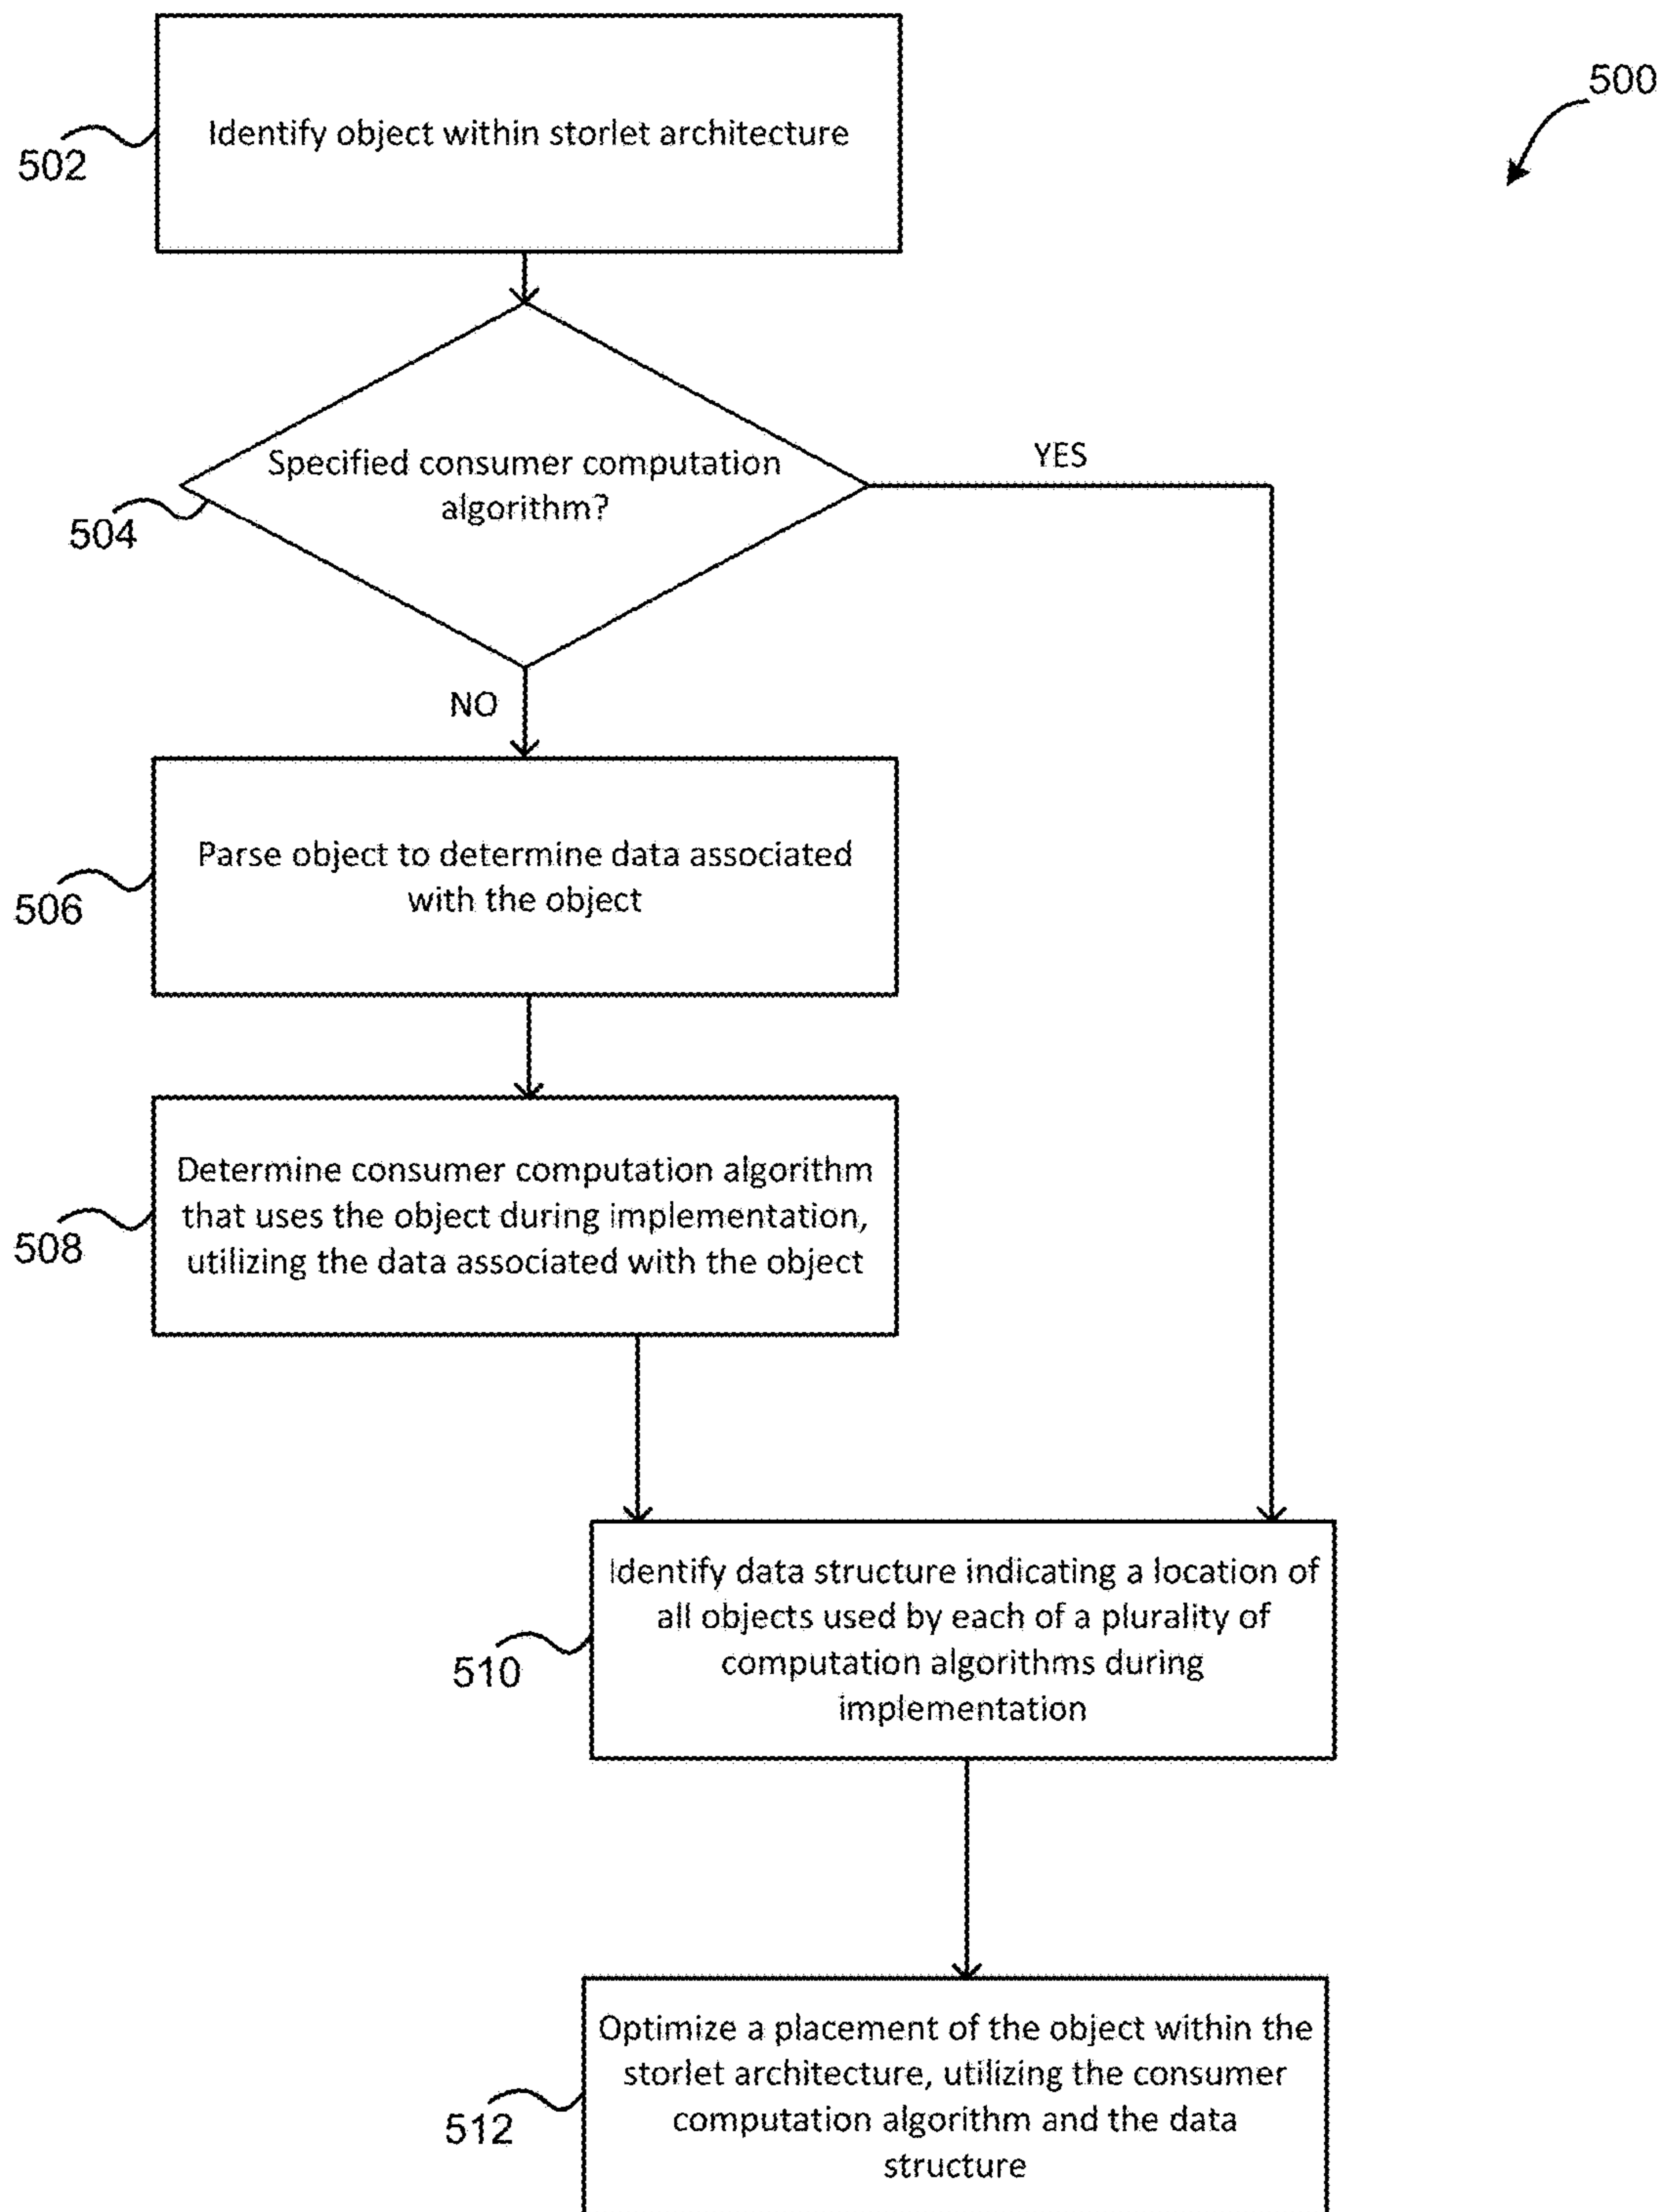 500
Identify object within storlet architecture
502
Specified consumer computation
algorithm?
YES
504
NO
Parse object to determine data associated
with the object
506
Determine consumer computation algorithm
that uses the object during implementation,
utilizing the data associated with the object
508
Identify data structure indicating a location of
all objects used by each of a plurality of
computation algorithms during
implementation
510
Optimize a placement of the object within the
storlet architecture, utilizing the consumer
computation algorithm and the data
structure
512